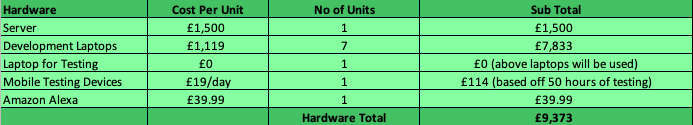 Hardware Cost Per Unit No of Units Sub Total
Server £1,500 1 £1,500
Development Laptops £1,119 7 £7,833
Laptop for Testing £0 1 £0 (above laptops will be used)
Mobile Testing Devices £19/day 1 £114 (based off 50 hours of testing)
Amazon Alexa £39.99 1 £39.99
Hardware Total £9,373